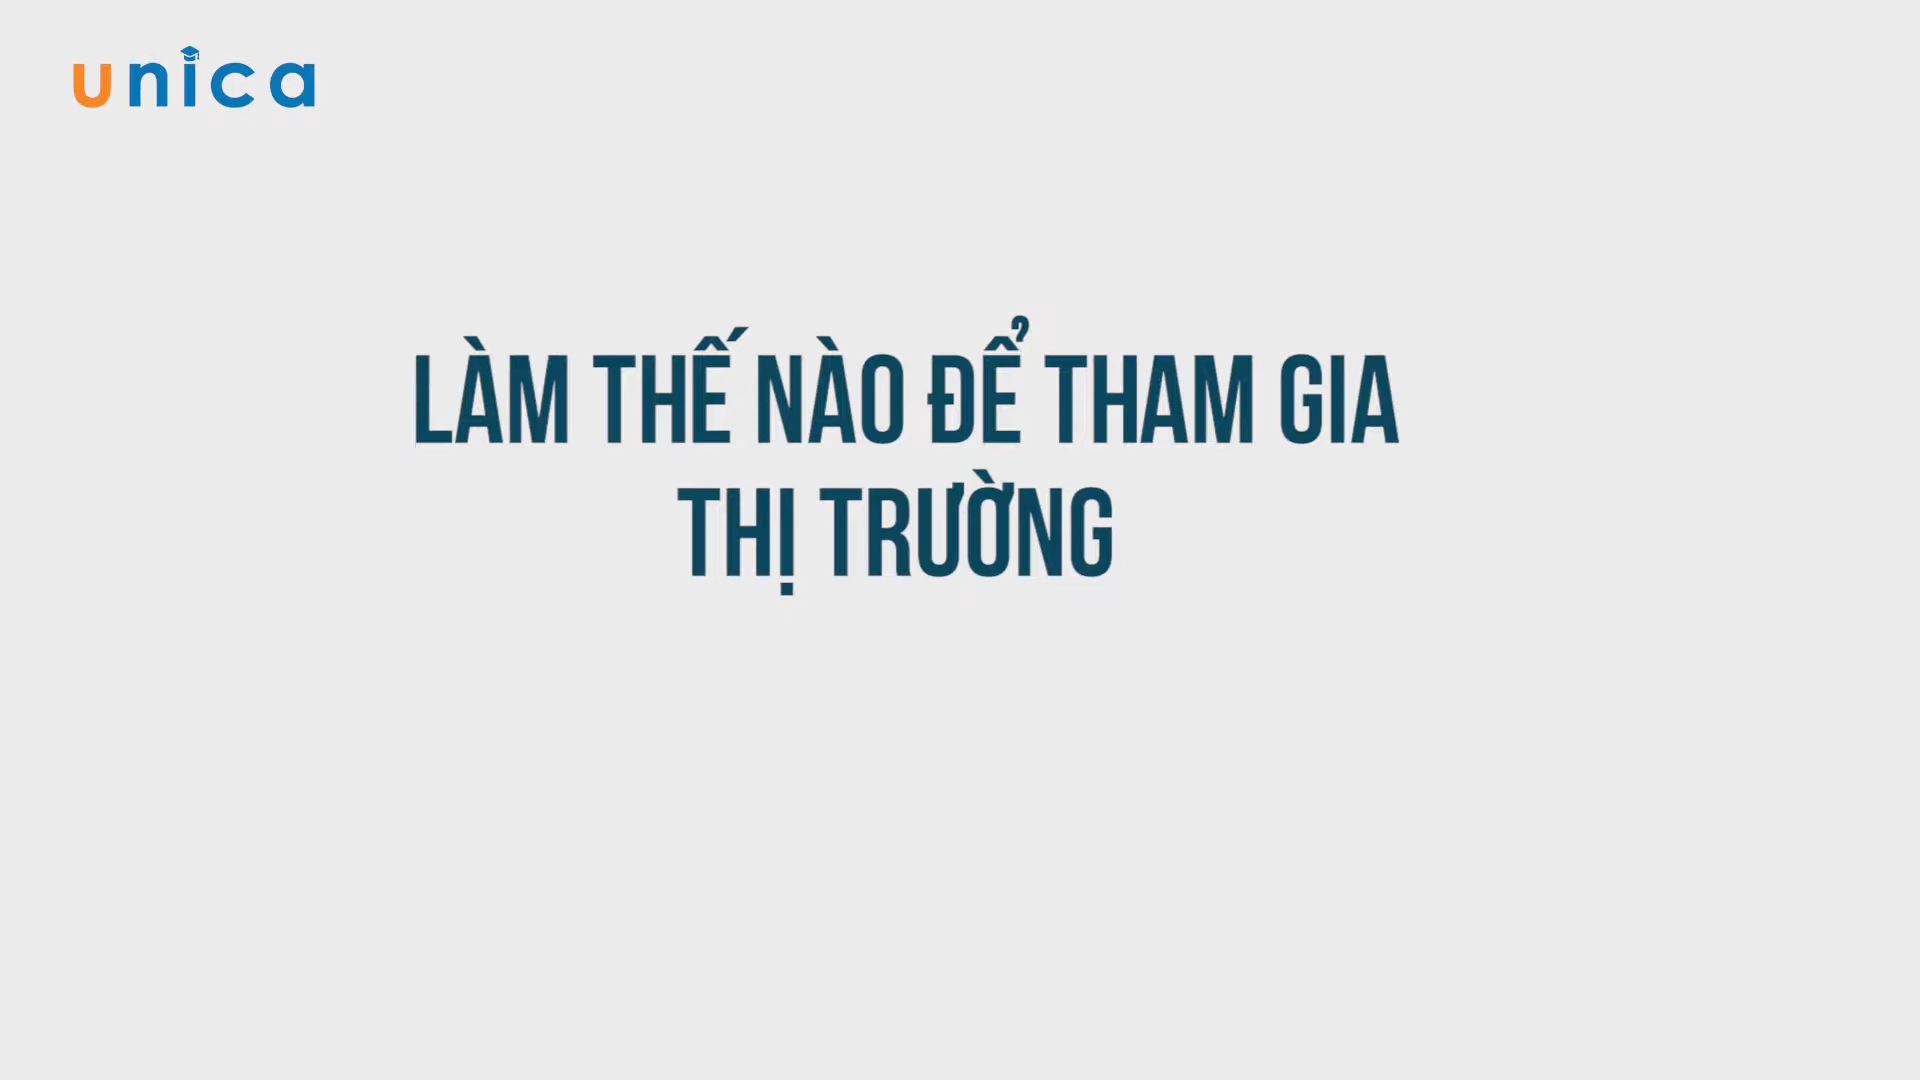 unica
LÀM THẾ NÀO ĐỂ THAM GIA
THỊ TRƯỜNG